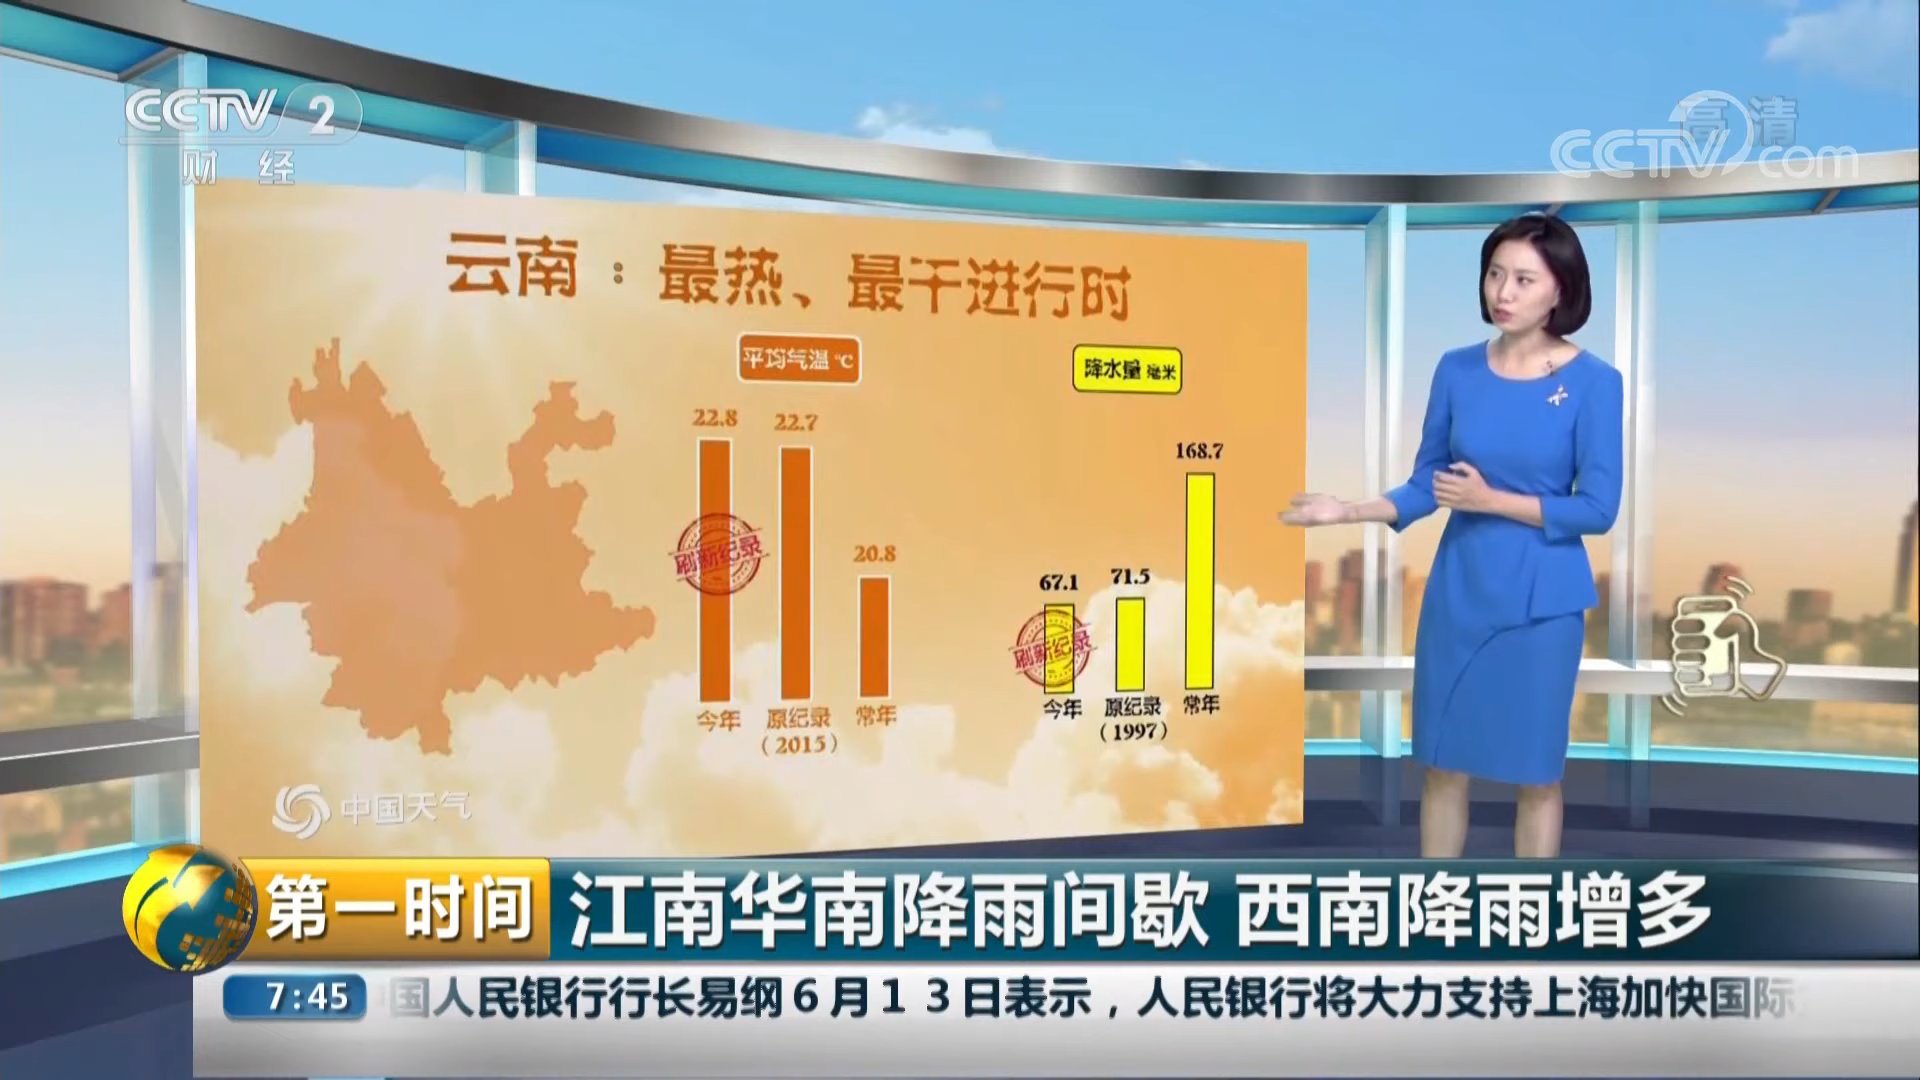 CCTV 2
财 经
高清
CCTV.com
云南：最热、最干进行时
平均气温 ℃
降水量 毫米
22.8
22.7
20.8
67.1
71.5
168.7
刷新纪录
刷新纪录
今年
原纪录
（2015）
常年
今年
原纪录
（1997）
常年
中国天气
第一时间
江南华南降雨间歇 西南降雨增多
7:45
国人民银行行长易纲6月13日表示，人民银行将大力支持上海加快国际